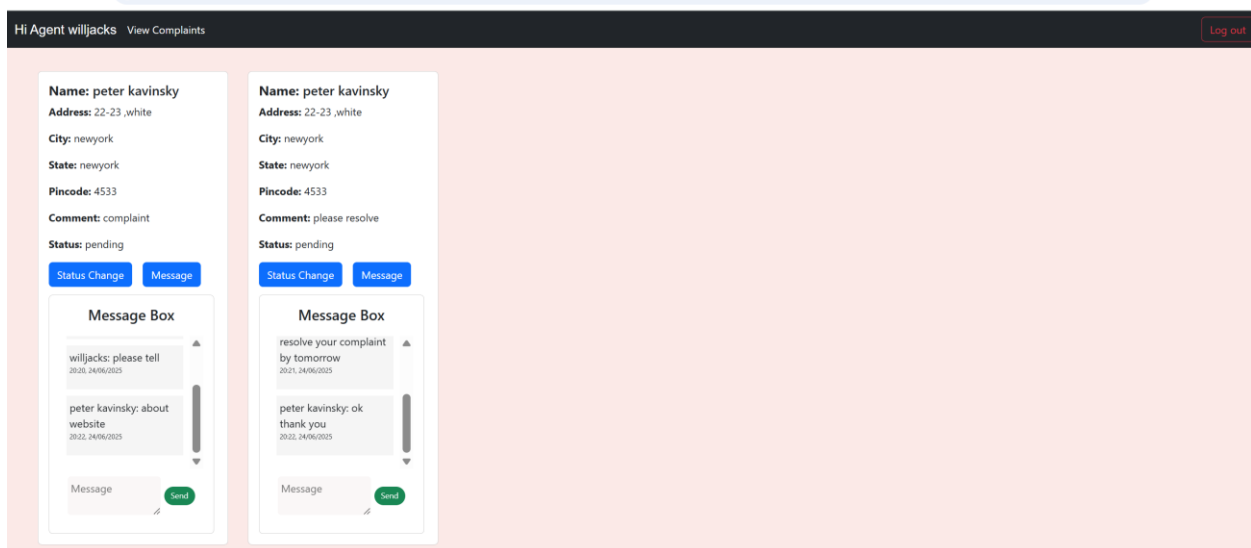 Hi Agent willjacks View Complaints Log out
Name: peter kavinsky
Address: 22-23 ,white
City: newyork
State: newyork
Pincode: 4533
Comment: complaint
Status: pending
Status Change Message
Message Box
willjacks: please tell
20:20, 24/06/2025
peter kavinsky: about
website
20:22, 24/06/2025
Message
Send
Name: peter kavinsky
Address: 22-23 ,white
City: newyork
State: newyork
Pincode: 4533
Comment: please resolve
Status: pending
Status Change Message
Message Box
resolve your complaint
by tomorrow
20:21, 24/06/2025
peter kavinsky: ok
thank you
20:22, 24/06/2025
Message
Send